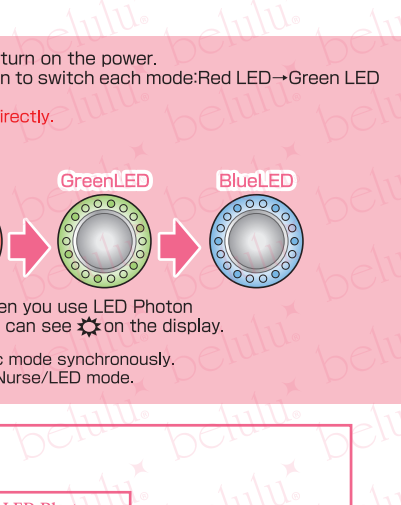 turn on the power.
n to switch each mode:Red LED→Green LED
irectly.
GreenLED
BlueLED
en you use LED Photon
can see on the display.
c mode synchronously.
Nurse/LED mode.